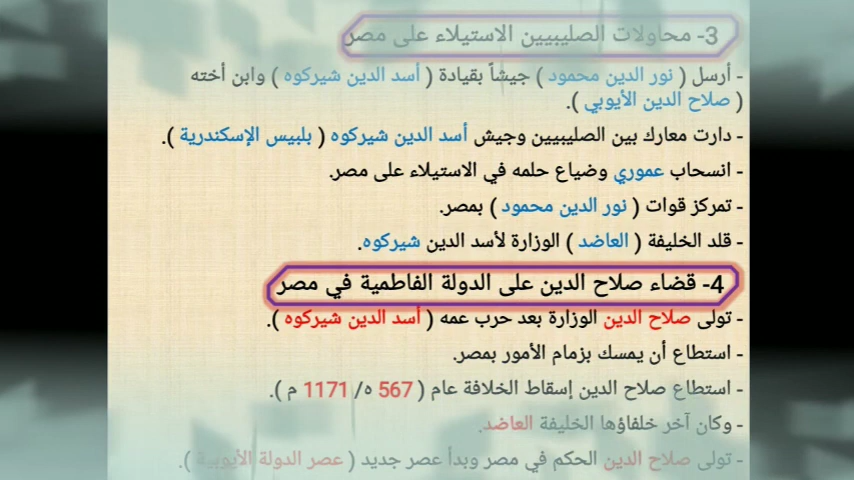 3- محاولات الصليبيين الاستيلاء على مصر
- أرسل ( نور الدين محمود ) جيشاً بقيادة ( أسد الدين شيركوه ) وابن أخته
( صلاح الدين الأيوبي ).
- دارت معارك بين الصليبيين وجيش أسد الدين شيركوه ( بلبيس الإسكندرية ).
- انسحاب عموري وضياع حلمه في الاستيلاء على مصر.
- تمركز قوات ( نور الدين محمود ) بمصر.
- قلد الخليفة ( العاضد ) الوزارة لأسد الدين شيركوه.
4- قضاء صلاح الدين على الدولة الفاطمية في مصر
- تولى صلاح الدين الوزارة بعد حرب عمه ( أسد الدين شيركوه ).
- استطاع أن يمسك بزمام الأمور بمصر.
- استطاع صلاح الدين إسقاط الخلافة عام ( 567 ه/ 1171 م ).
- وكان آخر خلفاؤها الخليفة العاضد.
- تولى صلاح الدين الحكم في مصر وبدأ عصر جديد ( عصر الدولة الأيوبية ).